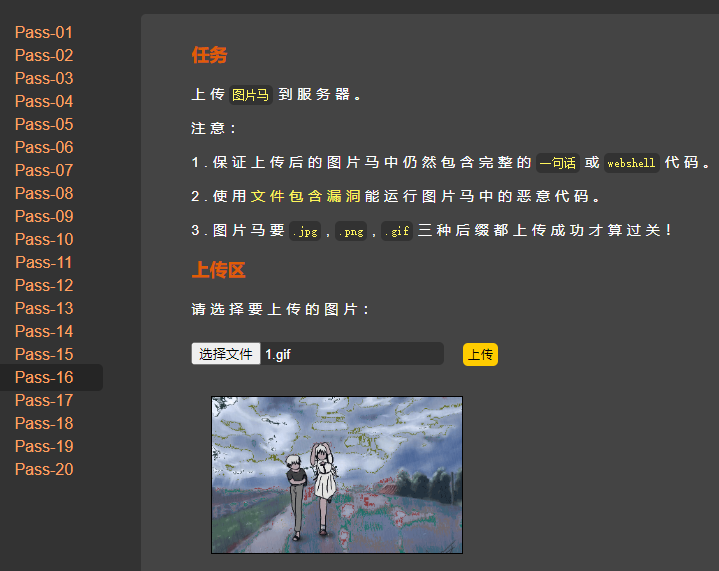 Pass-01
Pass-02
Pass-03
Pass-04
Pass-05
Pass-06
Pass-07
Pass-08
Pass-09
Pass-10
Pass-11
Pass-12
Pass-13
Pass-14
Pass-15
Pass-16
Pass-17
Pass-18
Pass-19
Pass-20
任务
上传 图片马 到服务器。
注意：
1.保证上传后的图片马中仍然包含完整的 一句话 或 webshell 代码。
2.使用文件包含漏洞能运行图片马中的恶意代码。
3.图片马要 .jpg , .png , .gif 三种后缀都上传成功才算过关！
上传区
请选择要上传的图片：
选择文件 1.gif 上传